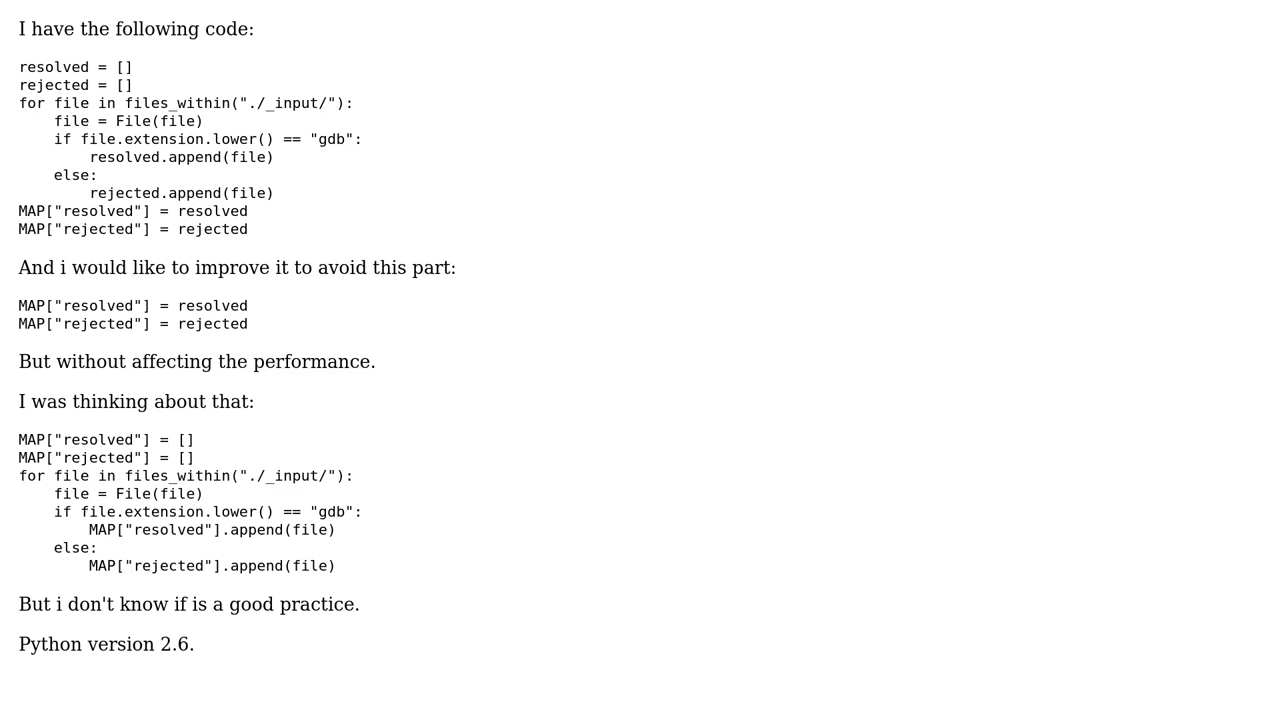 I have the following code:
resolved = []
rejected = []
for file in files_within("./_input/"):
    file = File(file)
    if file.extension.lower() == "gdb":
        resolved.append(file)
    else:
        rejected.append(file)
MAP["resolved"] = resolved
MAP["rejected"] = rejected
And i would like to improve it to avoid this part:
MAP["resolved"] = resolved
MAP["rejected"] = rejected
But without affecting the performance.
I was thinking about that:
MAP["resolved"] = []
MAP["rejected"] = []
for file in files_within("./_input/"):
    file = File(file)
    if file.extension.lower() == "gdb":
        MAP["resolved"].append(file)
    else:
        MAP["rejected"].append(file)
But i don't know if is a good practice.
Python version 2.6.